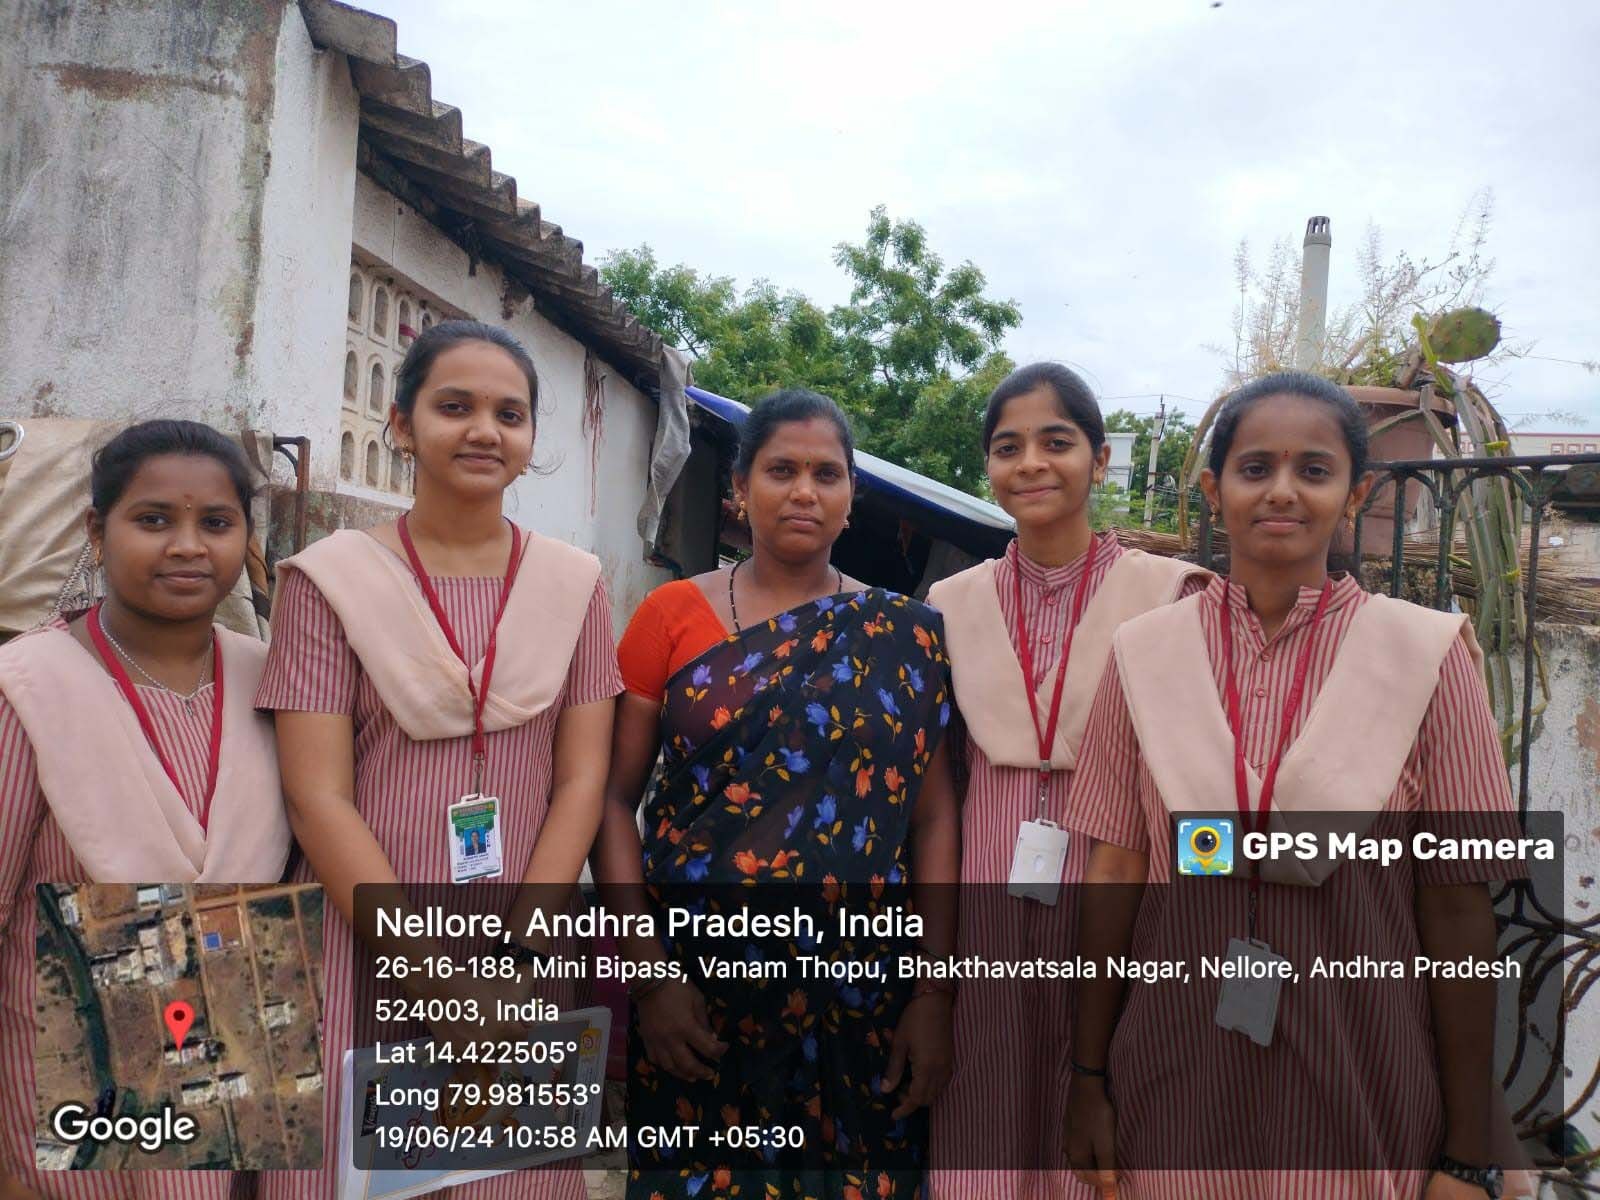 GPS Map Camera
Nellore, Andhra Pradesh, India
26-16-188, Mini Bipass, Vanam Thopu, Bhakthavatsala Nagar, Nellore, Andhra Pradesh
524003, India
Lat 14.422505°
Long 79.981553°
19/06/24 10:58 AM GMT +05:30
Google